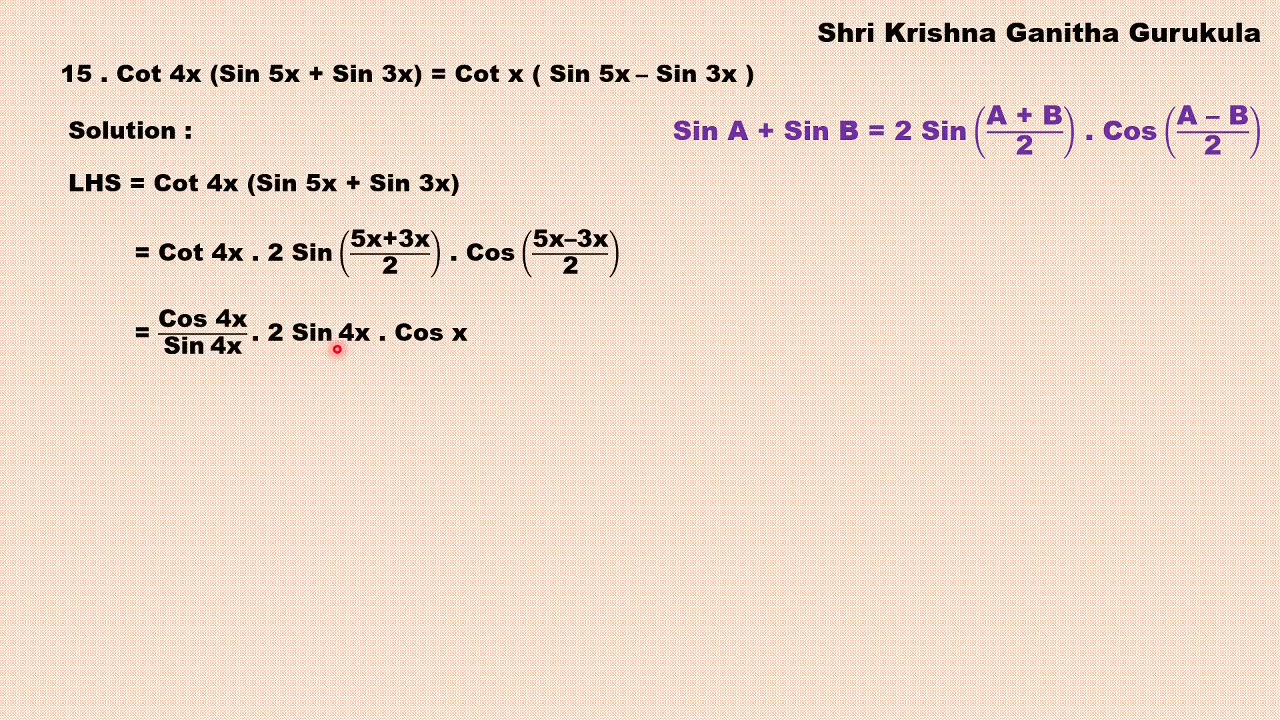 Shri Krishna Ganitha Gurukula
15 . Cot 4x (Sin 5x + Sin 3x) = Cot x ( Sin 5x – Sin 3x )
Solution :
Sin A + Sin B = 2 Sin (A + B / 2) . Cos (A – B / 2)
LHS = Cot 4x (Sin 5x + Sin 3x)
= Cot 4x . 2 Sin (5x+3x / 2) . Cos (5x–3x / 2)
= Cos 4x / Sin 4x . 2 Sin 4x . Cos x